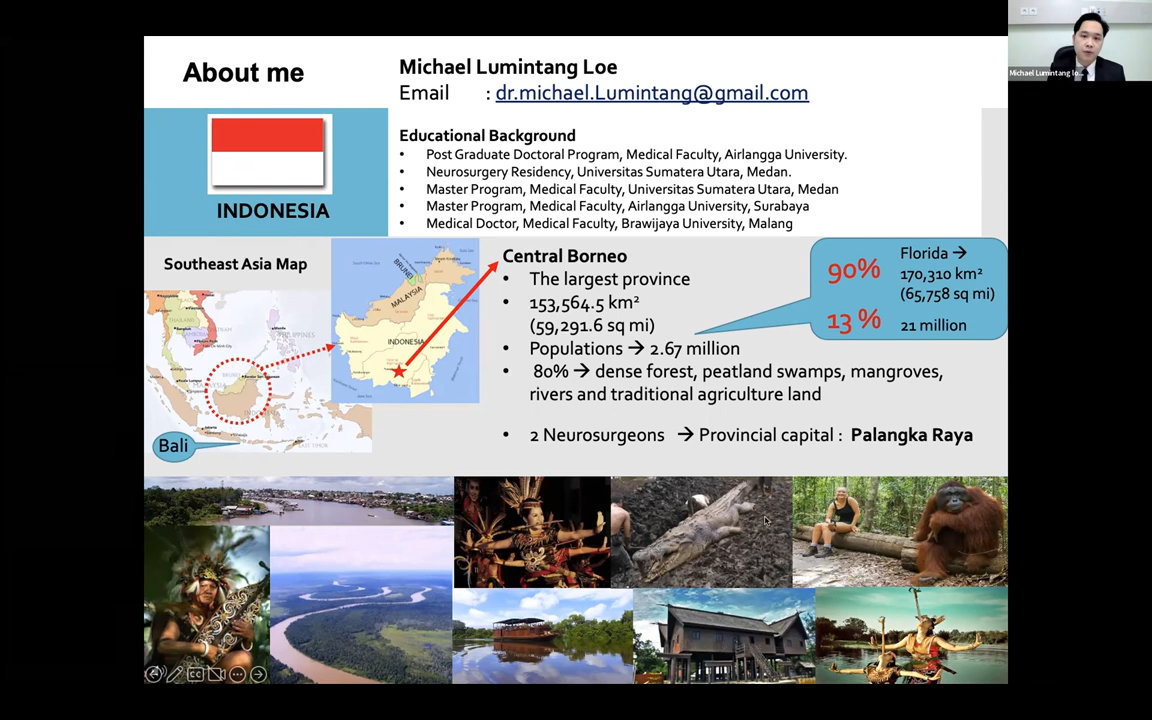 About me
Michael Lumintang Loe
Email : dr.michael.Lumintang@gmail.com
Michael Lumintang lo...
INDONESIA
Educational Background
• Post Graduate Doctoral Program, Medical Faculty, Airlangga University.
• Neurosurgery Residency, Universitas Sumatera Utara, Medan.
• Master Program, Medical Faculty, Universitas Sumatera Utara, Medan
• Master Program, Medical Faculty, Airlangga University, Surabaya
• Medical Doctor, Medical Faculty, Brawijaya University, Malang
Southeast Asia Map
Bali
BRUNEI
MALAYSIA
INDONESIA
Central Borneo
• The largest province
• 153,564.5 km²
(59,291.6 sq mi)
• Populations → 2.67 million
• 80% → dense forest, peatland swamps, mangroves,
rivers and traditional agriculture land
• 2 Neurosurgeons → Provincial capital : Palangka Raya
90%
Florida →
170,310 km²
(65,758 sq mi)
13 %
21 million
CC